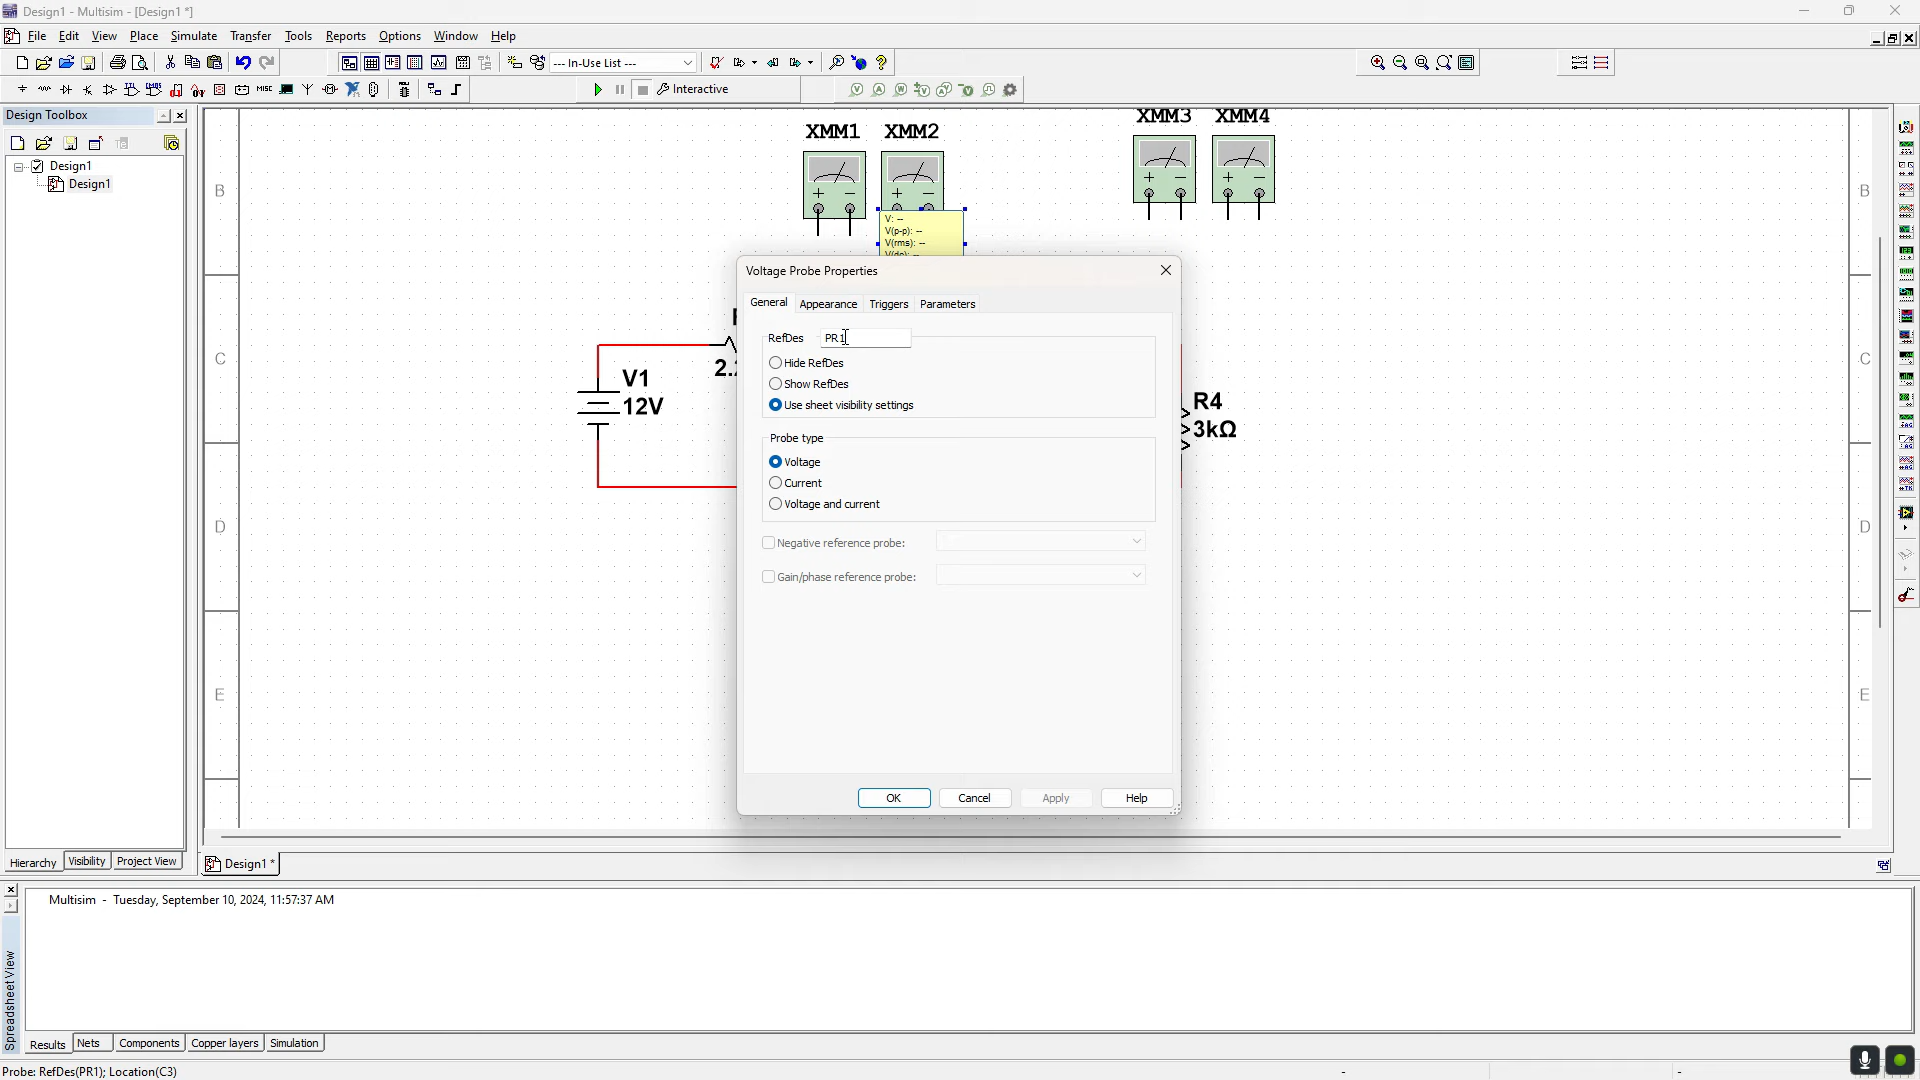 Design1 - Multisim - [Design1 *]
File Edit View Place Simulate Transfer Tools Reports Options Window Help
--- In-Use List ---
MISC
Interactive
Design Toolbox
Design1
Design1
B
C
D
E
XMM1 XMM2
XMM3 XMM4
V: --
V(p-p): --
V(rms): --
V1
12V
R4
3kΩ
B
C
D
E
Voltage Probe Properties
General Appearance Triggers Parameters
RefDes PR1
Hide RefDes
Show RefDes
Use sheet visibility settings
Probe type
Voltage
Current
Voltage and current
Negative reference probe:
Gain/phase reference probe:
OK Cancel Apply Help
Hierarchy Visibility Project View
Design1 *
Multisim - Tuesday, September 10, 2024, 11:57:37 AM
Spreadsheet View
Results Nets Components Copper layers Simulation
Probe: RefDes(PR1); Location(C3)